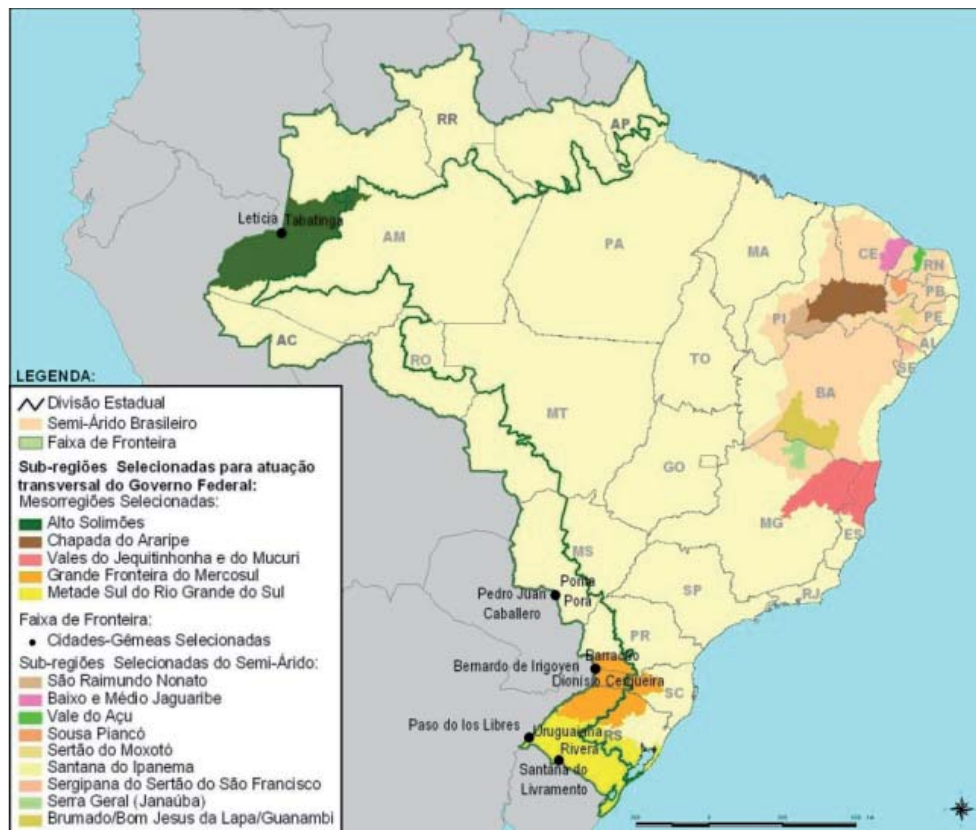 RR
AP
Letícia Tabatinga
AM
PA
MA
CE
RN
PB
PI
PE
AC
AL
RO
TO
SE
LEGENDA:
BA
Divisão Estadual
MT
Semi-Árido Brasileiro
Faixa de Fronteira
GO
Sub-regiões Selecionadas para atuação
transversal do Governo Federal:
Mesorregiões Selecionadas:
Alto Solimões
MG
Chapada do Araripe
ES
Vales do Jequitinhonha e do Mucuri
MS
Grande Fronteira do Mercosul
Metade Sul do Rio Grande do Sul
SP
RJ
Pedro Juan
Caballero
Ponta
Porã
Faixa de Fronteira:
PR
Cidades-Gêmeas Selecionadas
Barracão
Bernardo de Irigoyen
Sub-regiões Selecionadas do Semi-Árido:
Dionísio Cerqueira
São Raimundo Nonato
SC
Baixo e Médio Jaguaribe
Vale do Açu
Paso do los Libres
Uruguaiana
RS
Sousa Piancó
Rivera
Sertão do Moxotó
Santana do
Livramento
Santana do Ipanema
Sergipana do Sertão do São Francisco
Serra Geral (Janaúba)
Brumado/Bom Jesus da Lapa/Guanambi